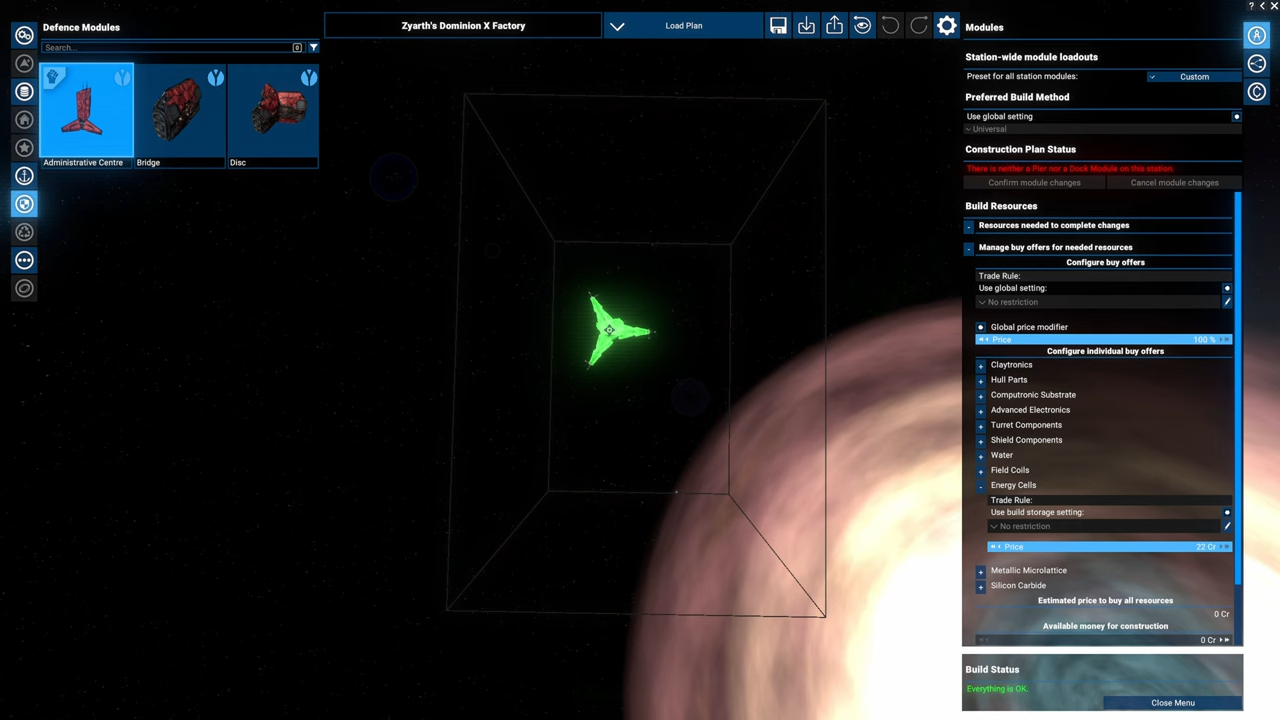 Zyarth's Dominion X Factory
Load Plan
Defence Modules
Search...
0
Administrative Centre
Bridge
Disc
? < ×
Modules
Station-wide module loadouts
Preset for all station modules:
Custom
Preferred Build Method
Use global setting
Universal
Construction Plan Status
There is neither a Pier nor a Dock Module on this station.
Confirm module changes
Cancel module changes
Build Resources
- Resources needed to complete changes
- Manage buy offers for needed resources
Configure buy offers
Trade Rule:
Use global setting:
No restriction
Global price modifier
Price 100 %
Configure individual buy offers
+ Claytronics
+ Hull Parts
+ Computronic Substrate
+ Advanced Electronics
+ Turret Components
+ Shield Components
+ Water
+ Field Coils
- Energy Cells
Trade Rule:
Use build storage setting:
No restriction
Price 22 Cr
+ Metallic Microlattice
+ Silicon Carbide
Estimated price to buy all resources
0 Cr
Available money for construction
0 Cr
Build Status
Everything is OK.
Close Menu